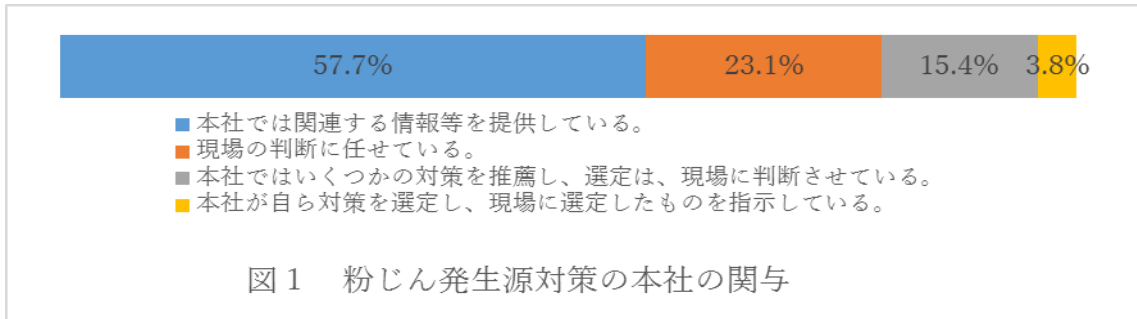 57.7% 23.1% 15.4% 3.8%
本社では関連する情報等を提供している。
現場の判断に任せている。
本社ではいくつかの対策を推薦し、選定は、現場に判断させている。
本社が自ら対策を選定し、現場に選定したものを指示している。
図１　粉じん発生源対策の本社の関与